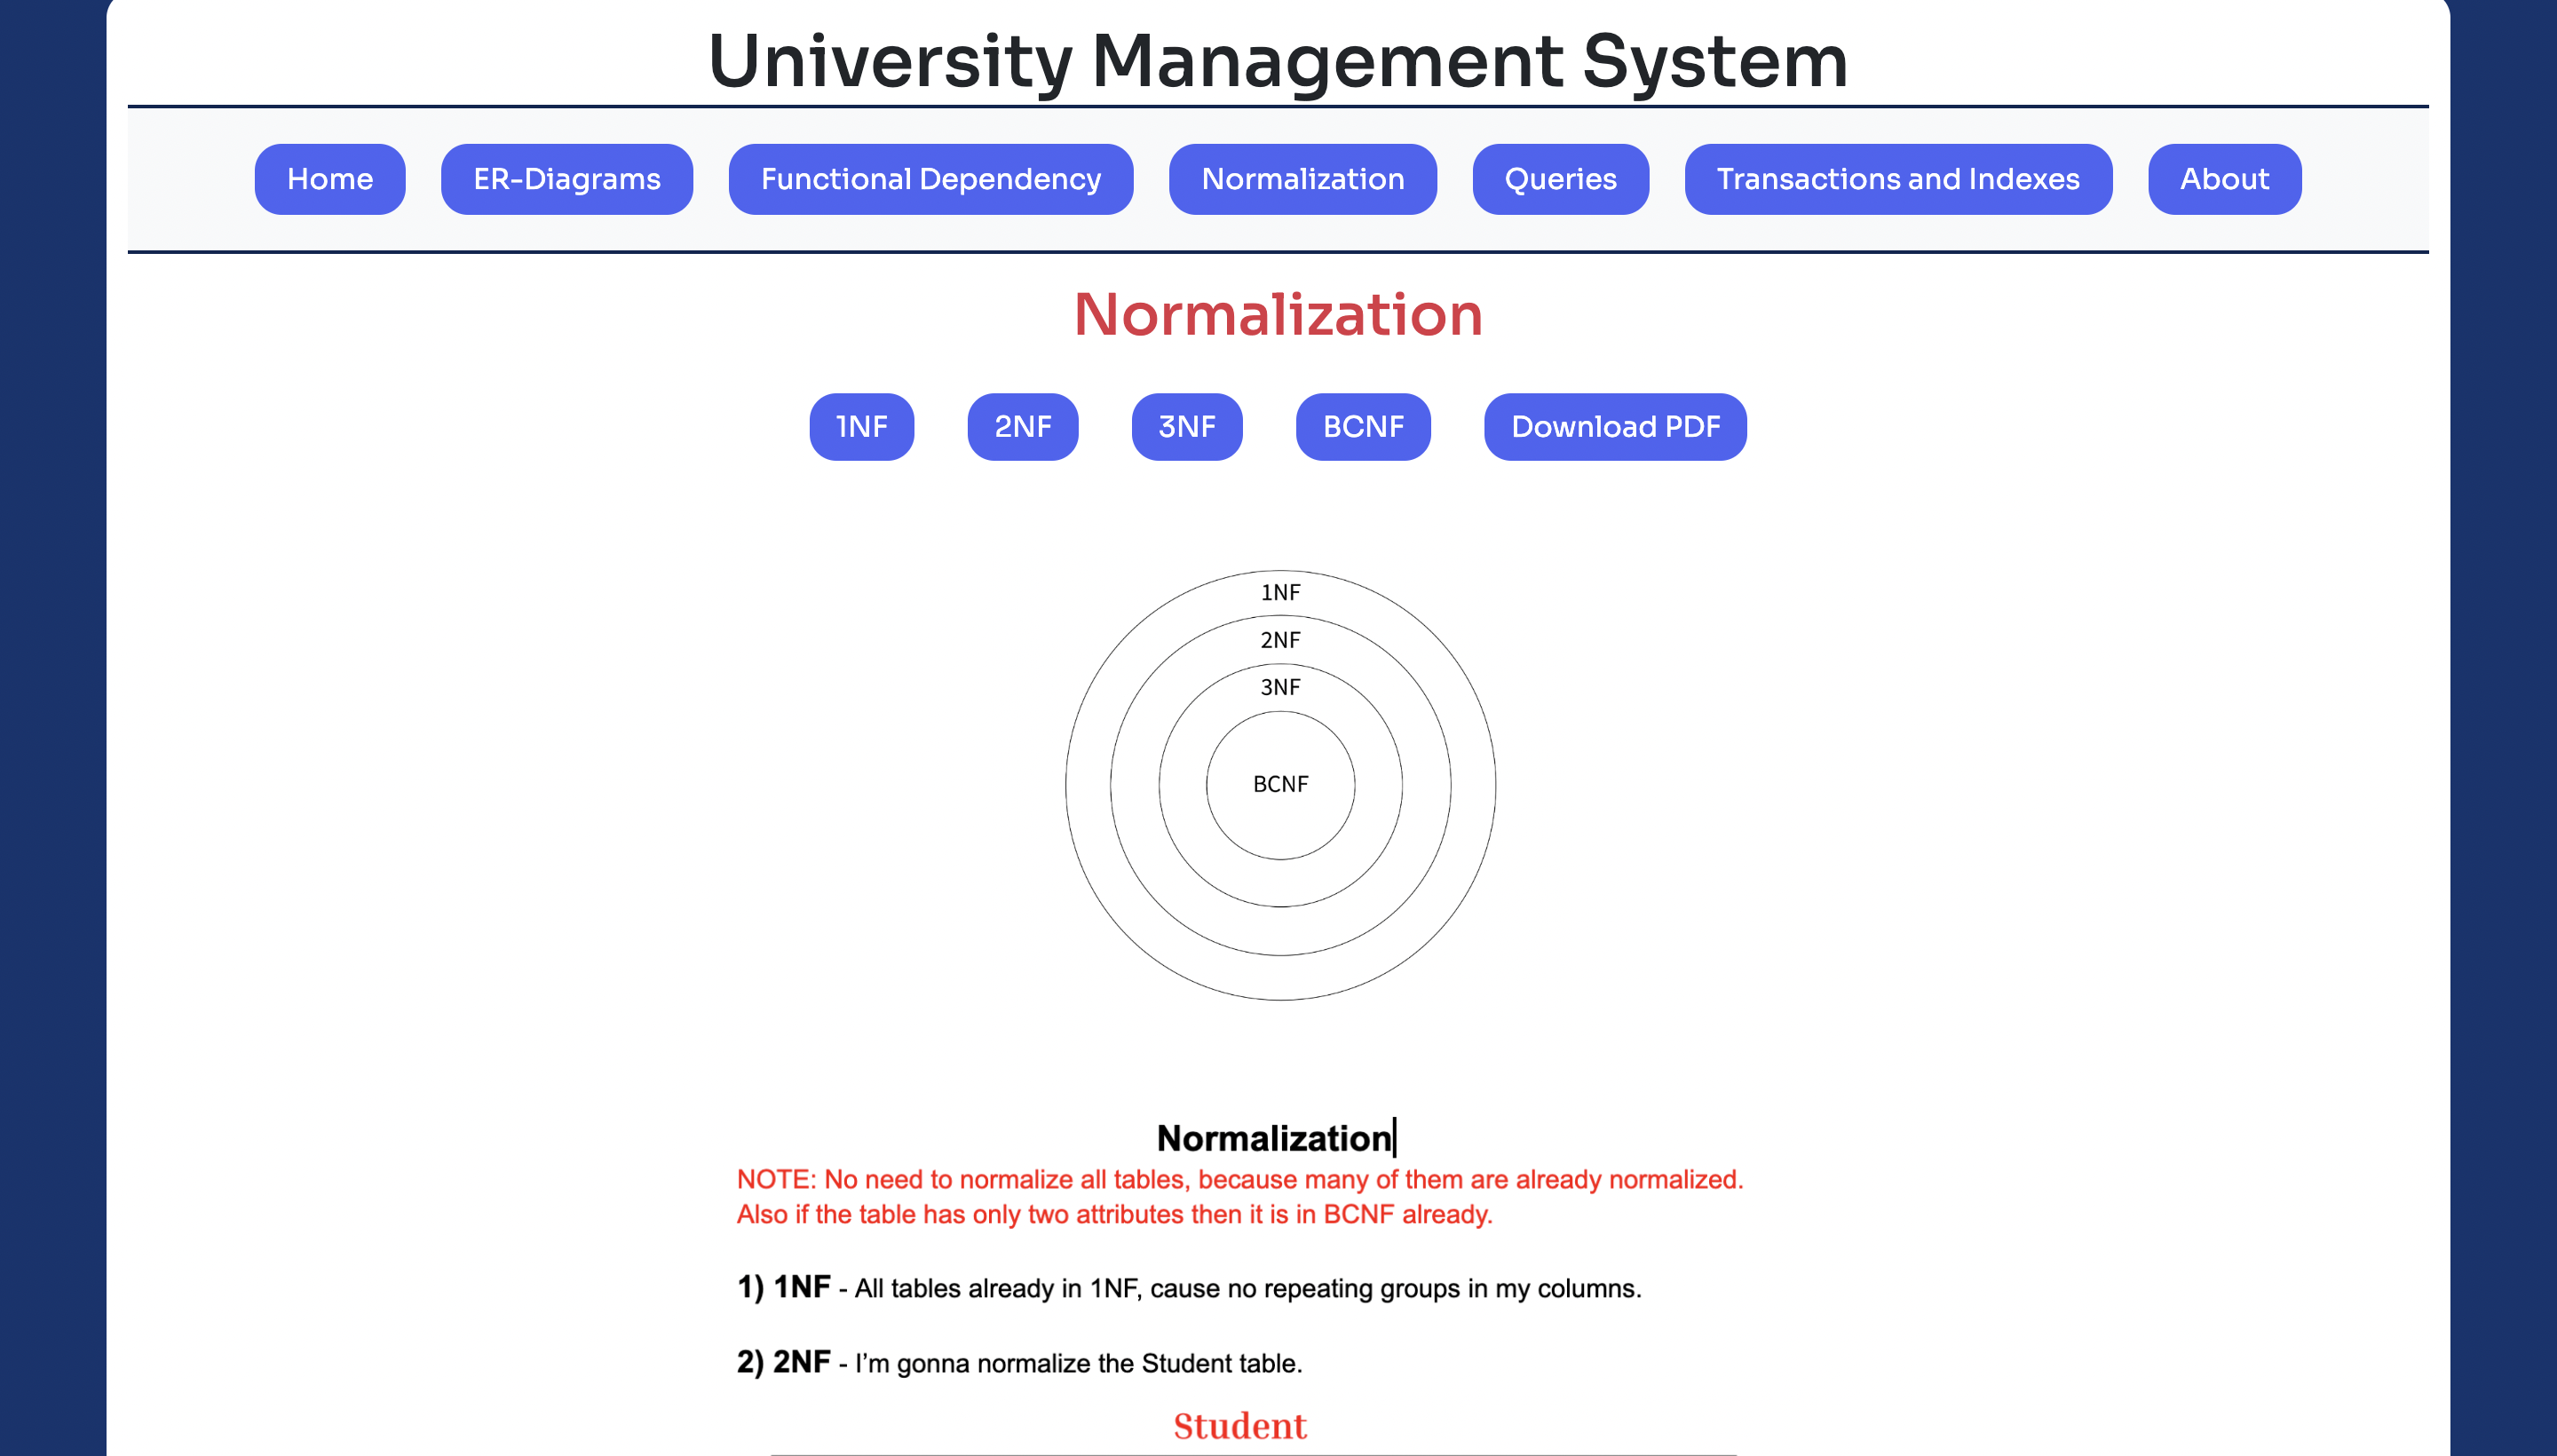 University Management System
Home ER-Diagrams Functional Dependency Normalization Queries Transactions and Indexes About
Normalization
1NF 2NF 3NF BCNF Download PDF
1NF
2NF
3NF
BCNF
Normalization
NOTE: No need to normalize all tables, because many of them are already normalized.
Also if the table has only two attributes then it is in BCNF already.
1) 1NF - All tables already in 1NF, cause no repeating groups in my columns.
2) 2NF - I’m gonna normalize the Student table.
Student